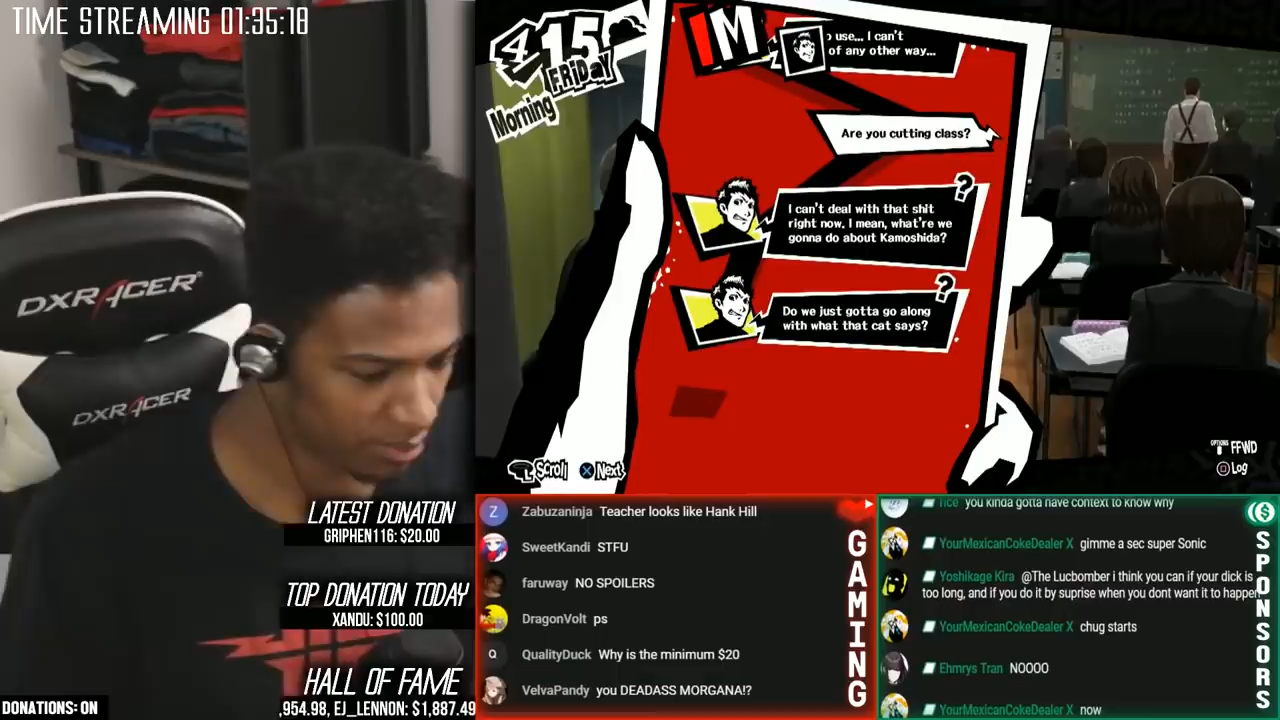 TIME STREAMING 01:35:18
DXRACER
DXRACER
LATEST DONATION
GRIPHEN116: $20.00
TOP DONATION TODAY
XANDU: $100.00
HALL OF FAME
,954.98, EJ_LENNON: $1,887.49
DONATIONS: ON
4 15
FRiDaY
Morning
IM
use... I can't
of any other way...
Are you cutting class?
?
I can't deal with that shit
right now. I mean, what're we
gonna do about Kamoshida?
?
Do we just gotta go along
with what that cat says?
L Scroll Next
OPTIONS FFWD
Log
Z Zabuzaninja Teacher looks like Hank Hill
SweetKandi STFU
faruway NO SPOILERS
DragonVolt ps
Q QualityDuck Why is the minimum $20
VelvaPandy you DEADASS MORGANA!?
GAMING
Tice you kinda gotta have context to know why
YourMexicanCokeDealer X gimme a sec super Sonic
Yoshikage Kira @The Lucbomber i think you can if your dick is
too long, and if you do it by suprise when you dont want it to happen
YourMexicanCokeDealer X chug starts
Ehmrys Tran NOOOO
YourMexicanCokeDealer X now
SPONSORS